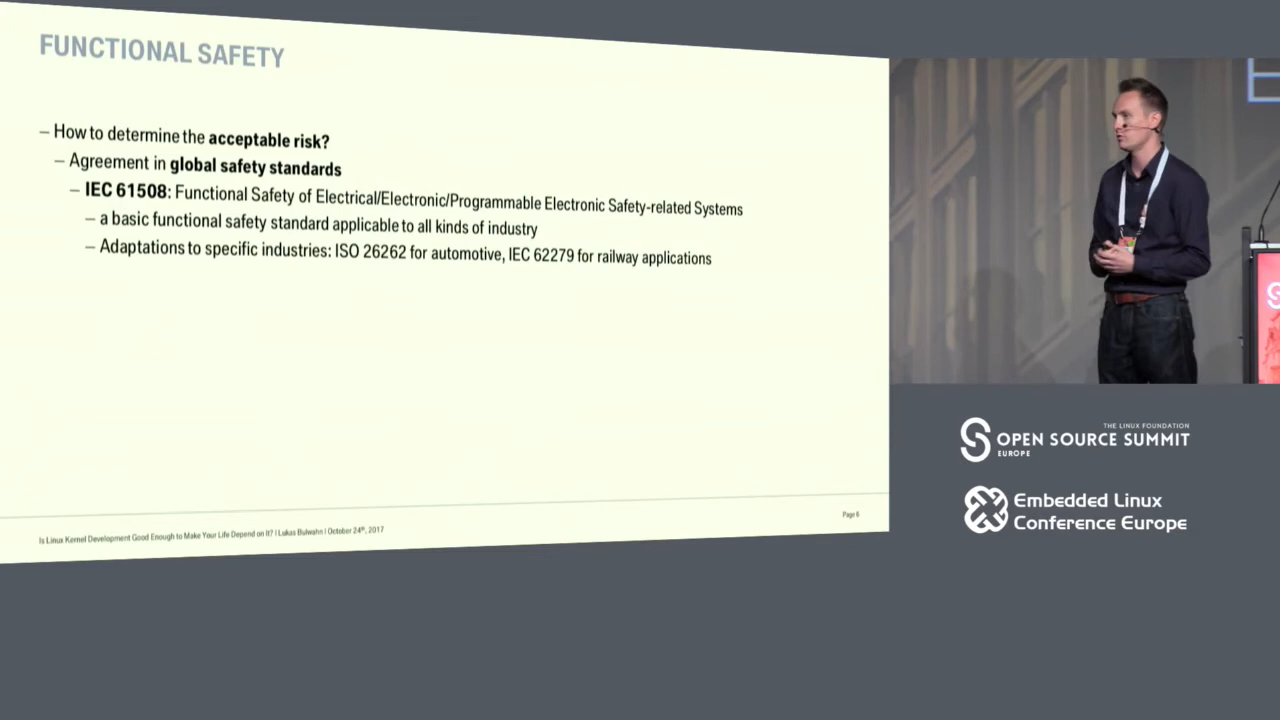 FUNCTIONAL SAFETY
– How to determine the acceptable risk?
– Agreement in global safety standards
– IEC 61508: Functional Safety of Electrical/Electronic/Programmable Electronic Safety-related Systems
– a basic functional safety standard applicable to all kinds of industry
– Adaptations to specific industries: ISO 26262 for automotive, IEC 62279 for railway applications
Is Linux Kernel Development Good Enough to Make Your Life Depend on It? | Lukas Bulwahn | October 24th, 2017
Page 6
THE LINUX FOUNDATION
OPEN SOURCE SUMMIT
EUROPE
Embedded Linux
Conference Europe